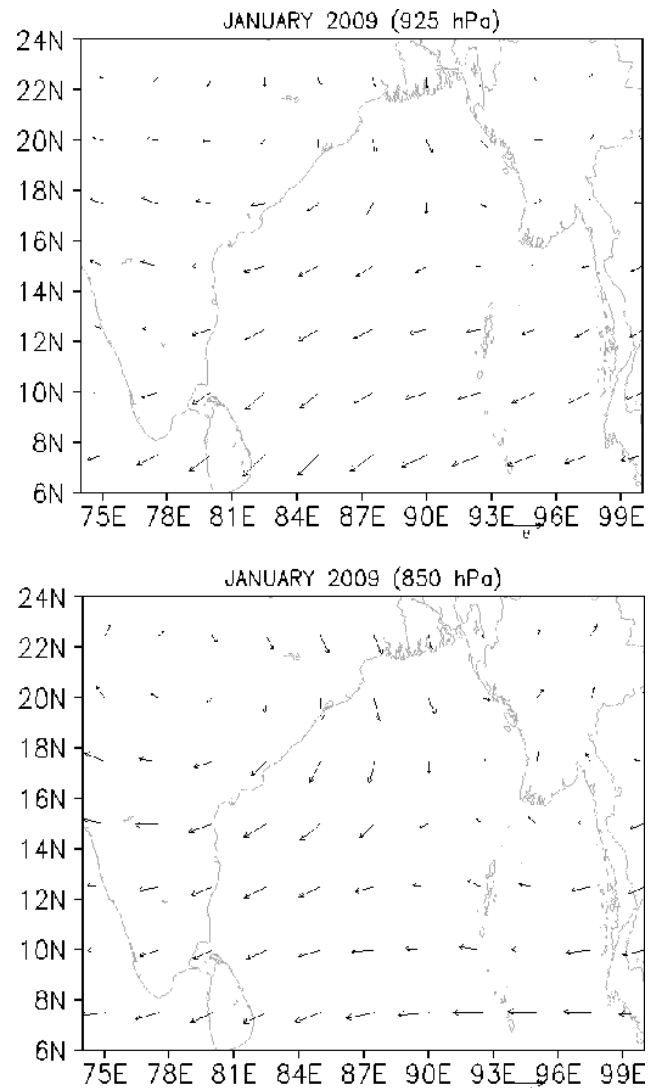 JANUARY 2009 (925 hPa)
24N
22N
20N
18N
16N
14N
12N
10N
8N
6N
75E 78E 81E 84E 87E 90E 93E 96E 99E
JANUARY 2009 (850 hPa)
24N
22N
20N
18N
16N
14N
12N
10N
8N
6N
75E 78E 81E 84E 87E 90E 93E 96E 99E